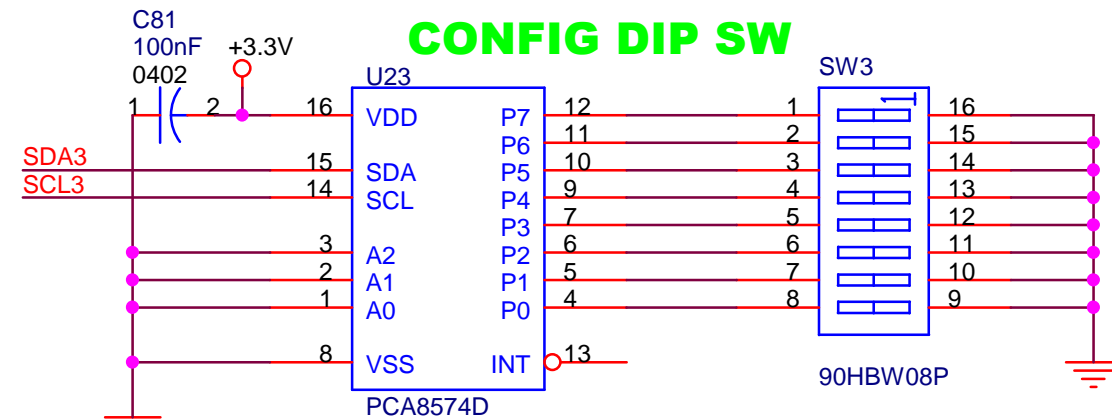 CONFIG DIP SW
C81
100nF
0402
+3.3V
1
2
U23
SW3
16 VDD P7 12 1 16
P6 11 2 15
SDA3 15 SDA P5 10 3 14
SCL3 14 SCL P4 9 4 13
P3 7 5 12
3 A2 P2 6 6 11
2 A1 P1 5 7 10
1 A0 P0 4 8 9
8 VSS INT 13
90HBW08P
PCA8574D